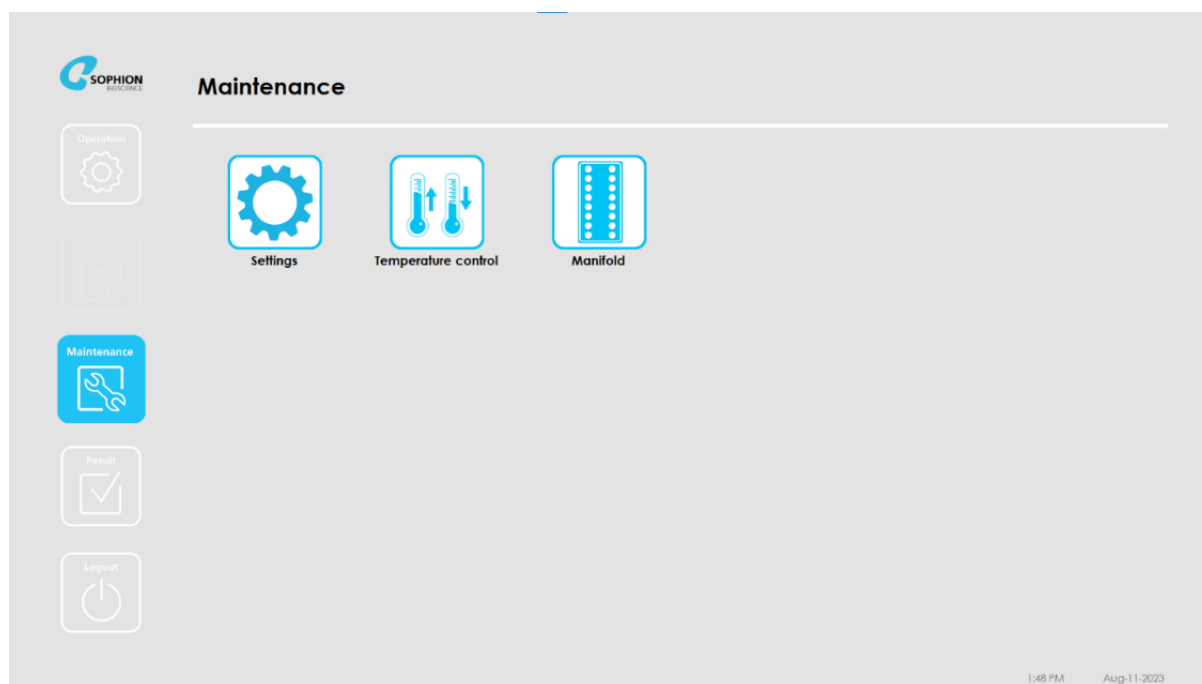 SOPHION
BIOSCIENCE
Maintenance
Operation
Settings
Temperature control
Manifold
Maintenance
Result
Logout
1:48 PM Aug-11-2023